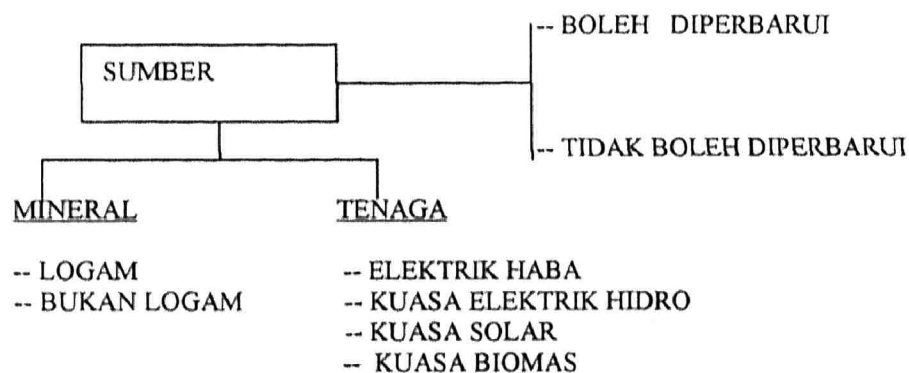 -- BOLEH DIPERBARUI
SUMBER
-- TIDAK BOLEH DIPERBARUI
MINERAL
-- LOGAM
-- BUKAN LOGAM
TENAGA
-- ELEKTRIK HABA
-- KUASA ELEKTRIK HIDRO
-- KUASA SOLAR
-- KUASA BIOMAS